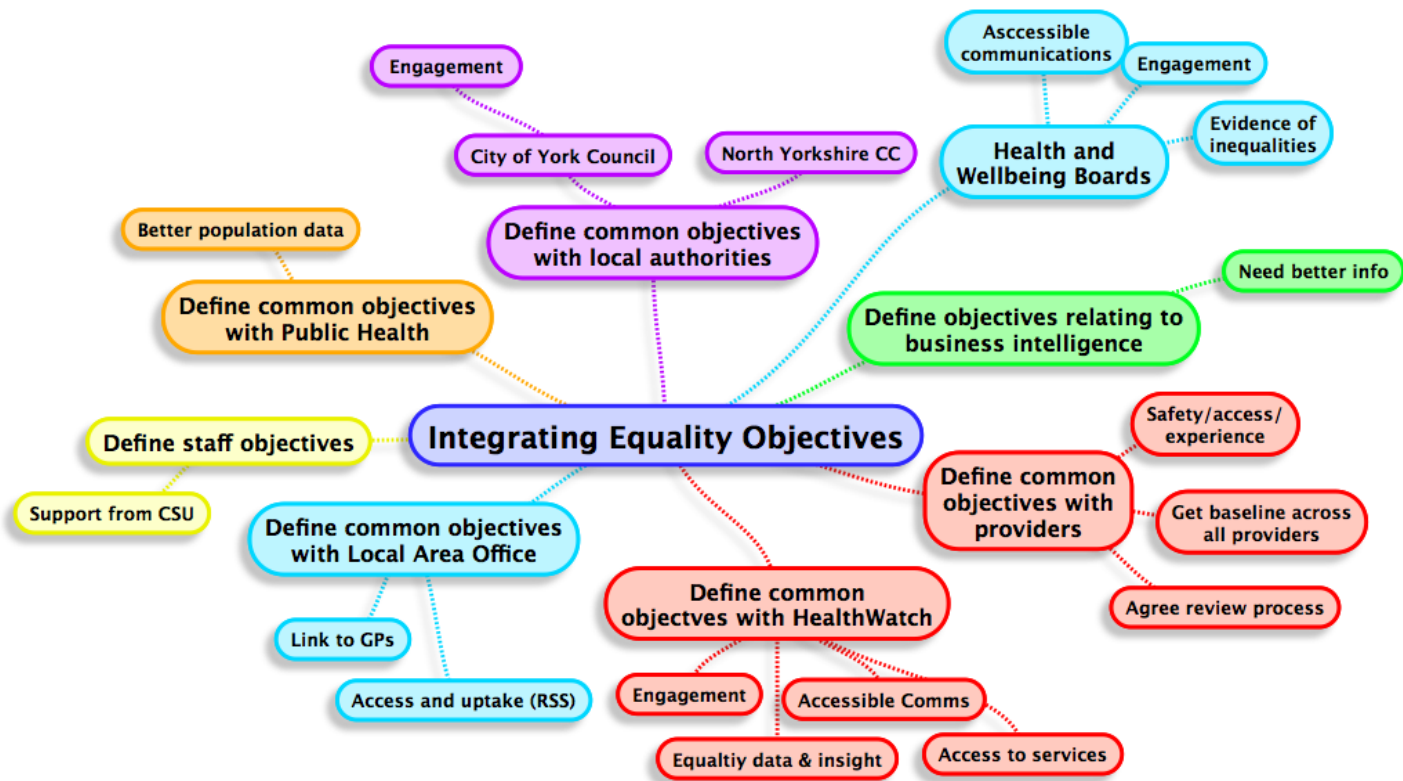 Asccessible
communications
Engagement
Engagement
Evidence of
inequalities
City of York Council
North Yorkshire CC
Health and
Wellbeing Boards
Better population data
Define common objectives
with local authorities
Need better info
Define common objectives
with Public Health
Define objectives relating to
business intelligence
Safety/access/
experience
Define staff objectives
Integrating Equality Objectives
Define common
objectives with
providers
Support from CSU
Define common objectives
with Local Area Office
Get baseline across
all providers
Define common
objectves with HealthWatch
Agree review process
Link to GPs
Engagement
Accessible Comms
Access and uptake (RSS)
Equaltiy data & insight
Access to services